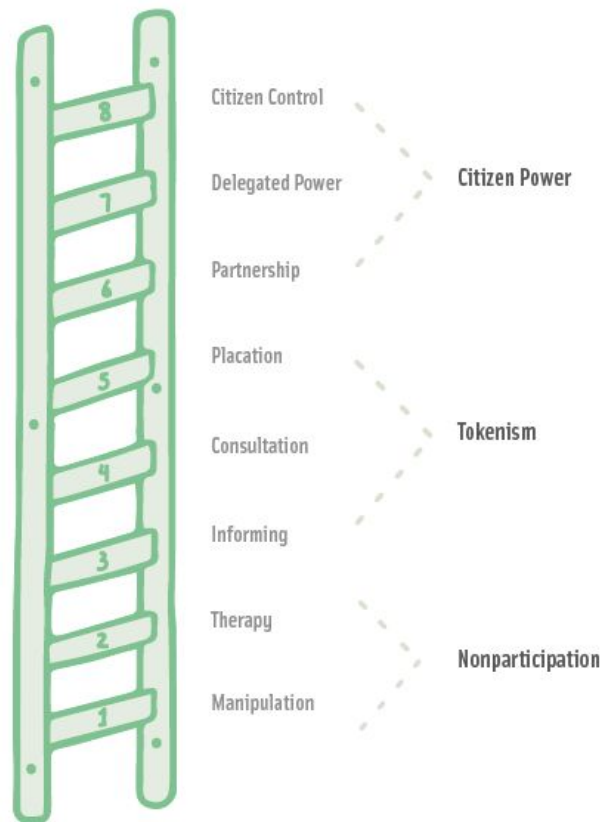 8 Citizen Control
7 Delegated Power
Citizen Power
6 Partnership
5 Placation
4 Consultation
Tokenism
3 Informing
2 Therapy
Nonparticipation
1 Manipulation